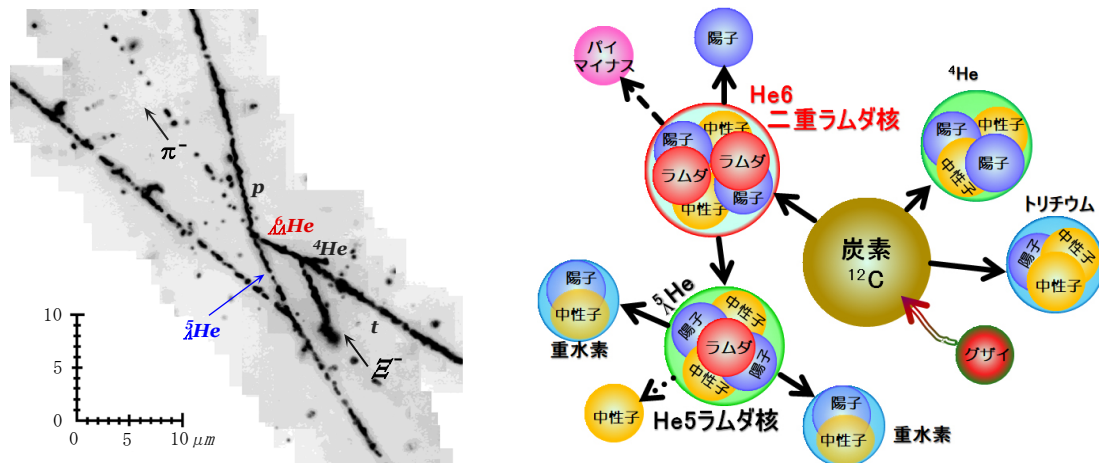 π⁻
p
⁶ΛΛHe
⁴He
⁵ΛHe
t
Ξ⁻
10
5
0
0
5
10 μm
パイ
マイナス
陽子
He6
二重ラムダ核
中性子
陽子
ラムダ
ラムダ
陽子
中性子
⁴He
陽子
中性子
陽子
中性子
トリチウム
中性子
陽子
中性子
炭素
¹²C
グザイ
陽子
中性子
重水素
⁵ΛHe
中性子
陽子
ラムダ
陽子
中性子
中性子
He5ラムダ核
陽子
中性子
重水素